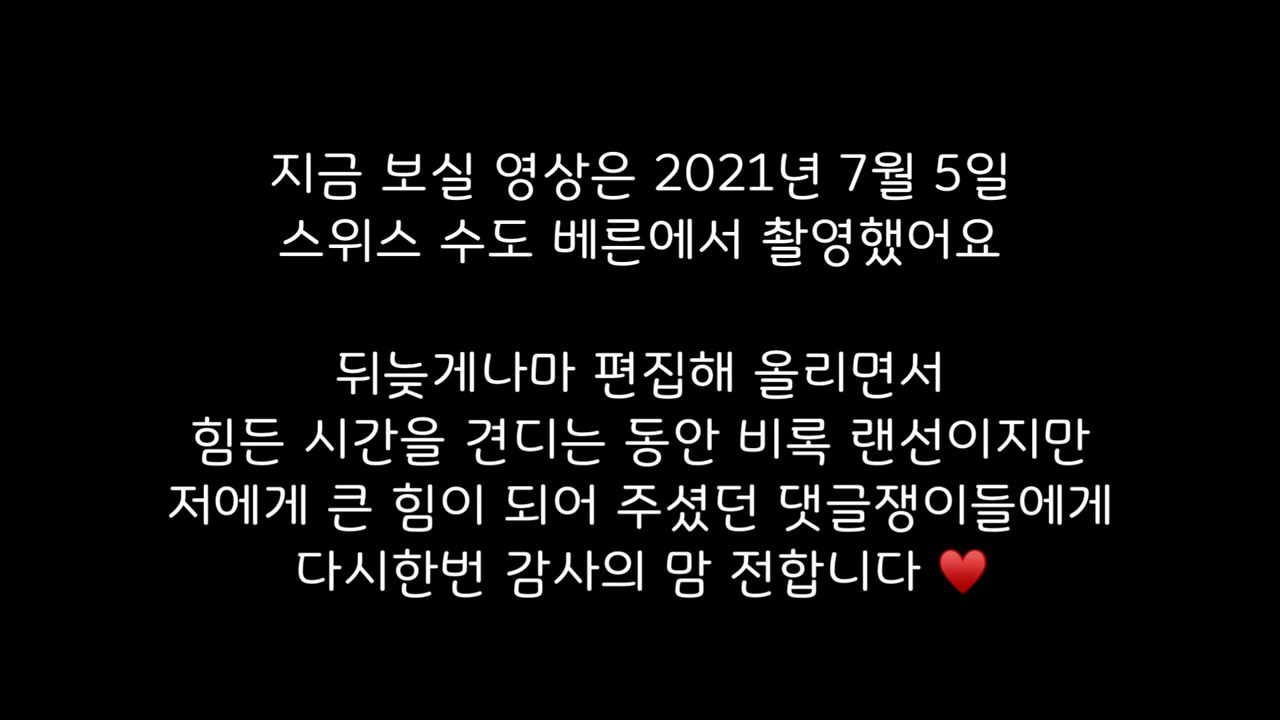 지금 보실 영상은 2021년 7월 5일
스위스 수도 베른에서 촬영했어요
뒤늦게나마 편집해 올리면서
힘든 시간을 견디는 동안 비록 랜선이지만
저에게 큰 힘이 되어 주셨던 댓글쟁이들에게
다시한번 감사의 맘 전합니다 ♥️